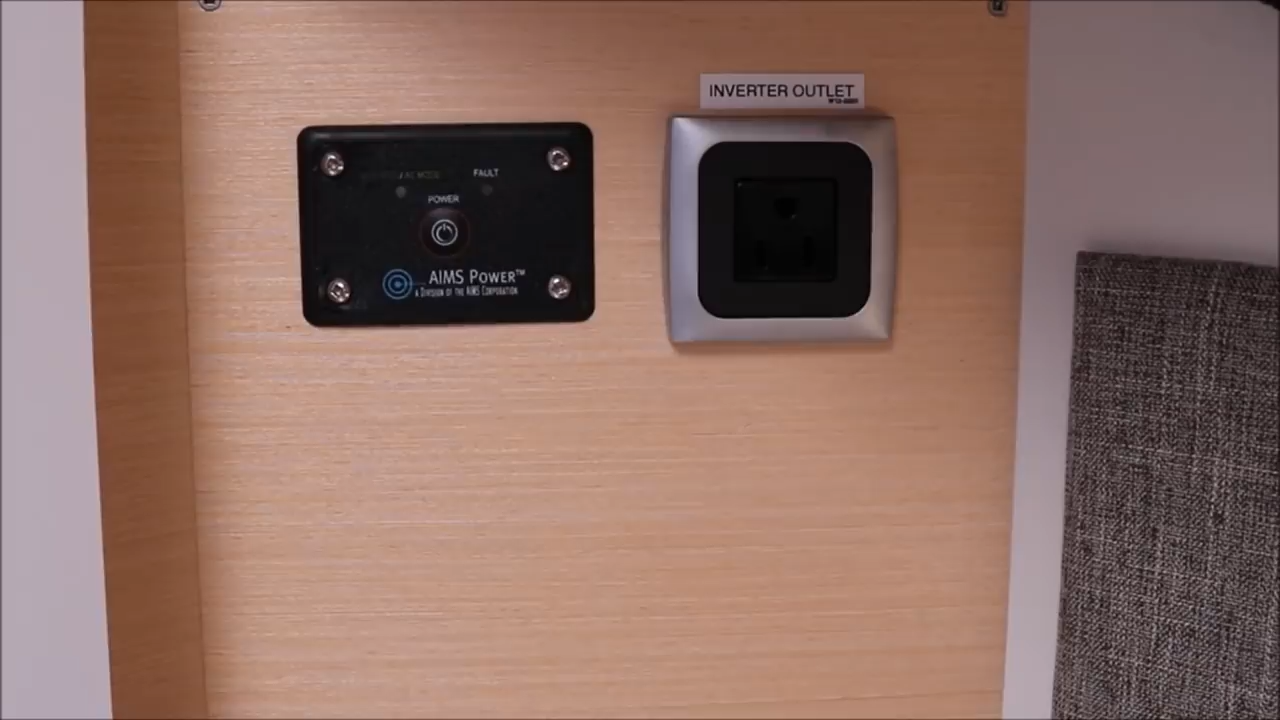 INVERTER OUTLET
FAULT
POWER
AIMS POWER™
A DIVISION OF THE AIMS CORPORATION